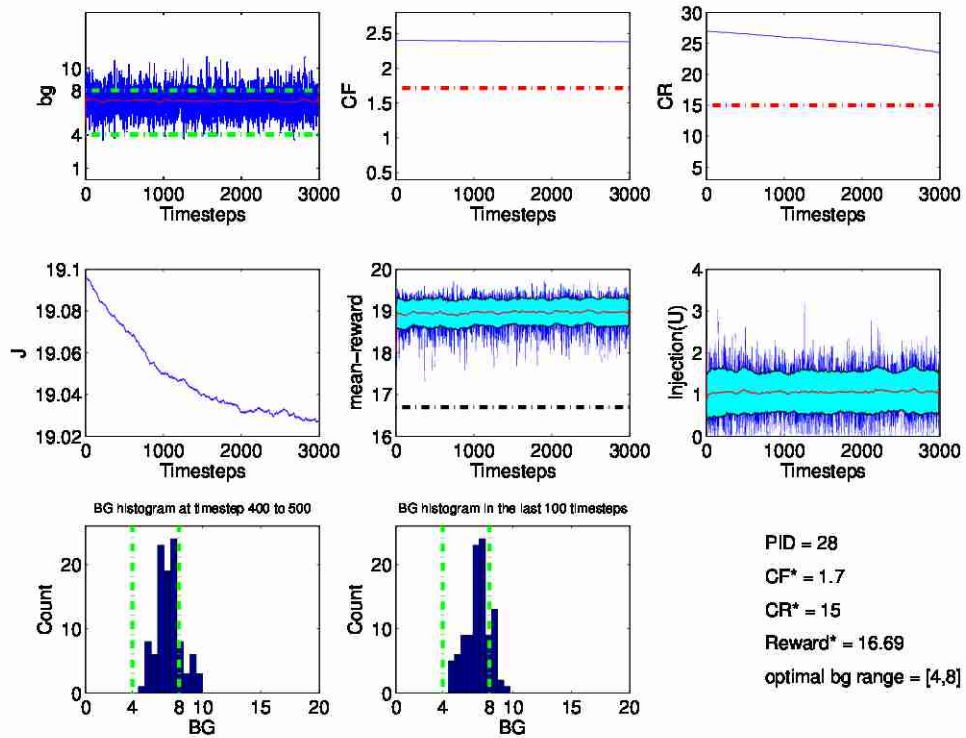 10
8
4
1
bg
0 1000 2000 3000
Timesteps
2.5
2
1.5
1
0.5
CF
0 1000 2000 3000
Timesteps
30
25
20
15
10
5
CR
0 1000 2000 3000
Timesteps
19.1
19.08
19.06
19.04
19.02
J
0 1000 2000 3000
Timesteps
20
19
18
17
16
mean-reward
0 1000 2000 3000
Timesteps
4
3
2
1
0
Injection(U)
0 1000 2000 3000
Timesteps
BG histogram at timestep 400 to 500
20
10
0
Count
0 4 8 10 20
BG
BG histogram in the last 100 timesteps
20
10
0
Count
0 4 8 10 20
BG
PID = 28
CF* = 1.7
CR* = 15
Reward* = 16.69
optimal bg range = [4,8]